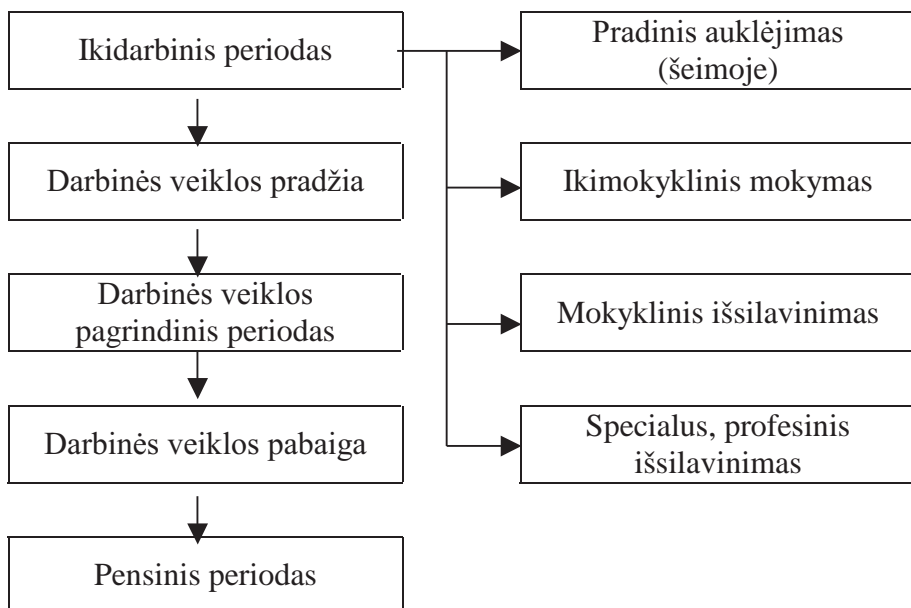 Ikidarbinis periodas
Darbinės veiklos pradžia
Darbinės veiklos
pagrindinis periodas
Darbinės veiklos pabaiga
Pensinis periodas
Pradinis auklėjimas
(šeimoje)
Ikimokyklinis mokymas
Mokyklinis išsilavinimas
Specialus, profesinis
išsilavinimas